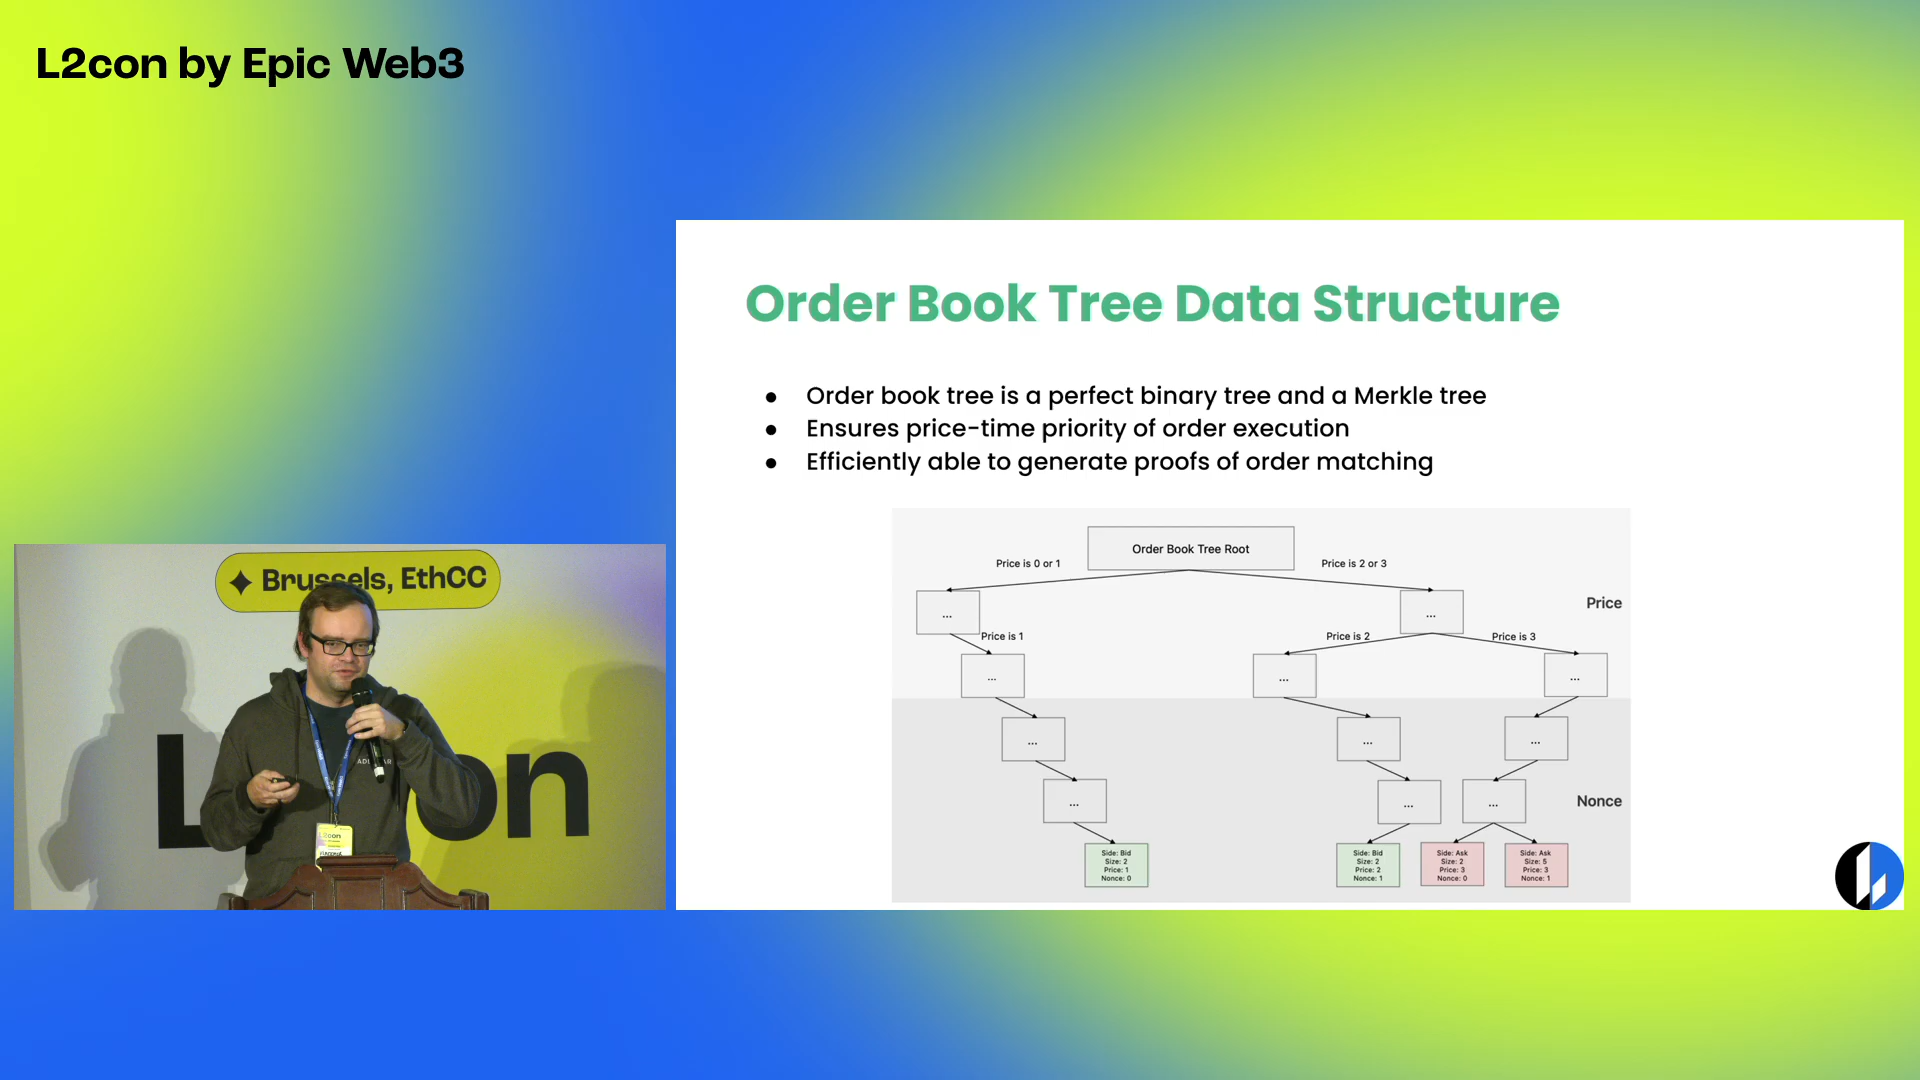 L2con by Epic Web3
Order Book Tree Data Structure
● Order book tree is a perfect binary tree and a Merkle tree
● Ensures price-time priority of order execution
● Efficiently able to generate proofs of order matching
Order Book Tree Root
Price is 0 or 1
Price is 2 or 3
Price
...
...
Price is 1
Price is 2
Price is 3
...
...
...
...
...
...
...
...
...
Nonce
Side: Bid
Size: 2
Price: 1
Nonce: 0
Side: Bid
Size: 2
Price: 2
Nonce: 1
Side: Ask
Size: 2
Price: 3
Nonce: 0
Side: Ask
Size: 5
Price: 3
Nonce: 1
Brussels, EthCC
L on